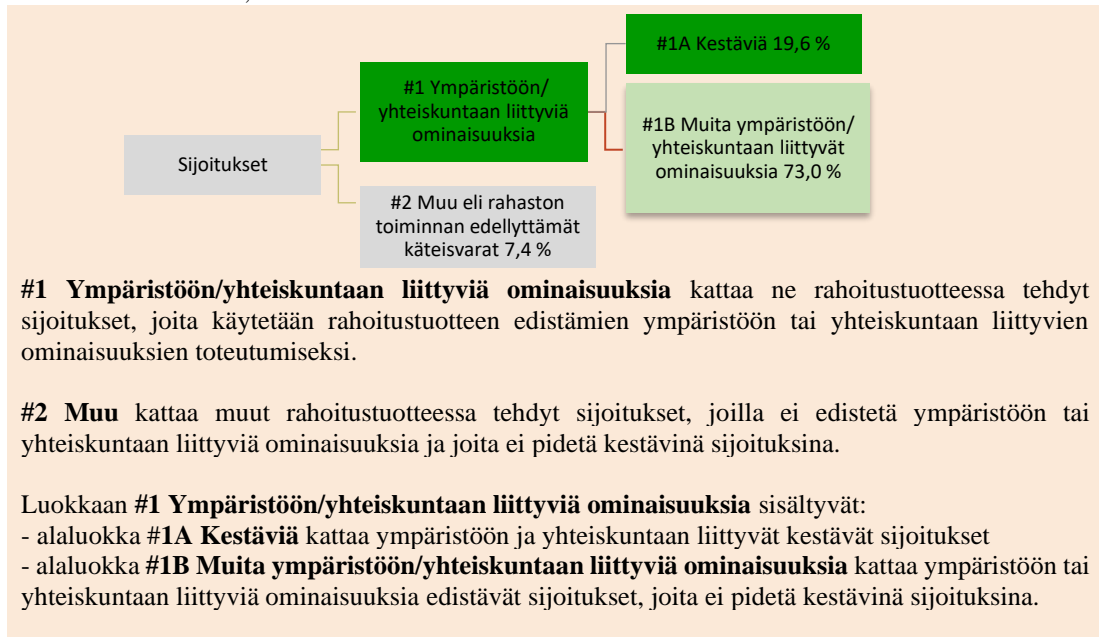 #1A Kestäviä 19,6 %
#1 Ympäristöön/
yhteiskuntaan liittyviä
ominaisuuksia
#1B Muita ympäristöön/
yhteiskuntaan liittyvät
ominaisuuksia 73,0 %
Sijoitukset
#2 Muu eli rahaston
toiminnan edellyttämät
käteisvarat 7,4 %
#1 Ympäristöön/yhteiskuntaan liittyviä ominaisuuksia kattaa ne rahoitustuotteessa tehdyt
sijoitukset, joita käytetään rahoitustuotteen edistämien ympäristöön tai yhteiskuntaan liittyvien
ominaisuuksien toteutumiseksi.
#2 Muu kattaa muut rahoitustuotteessa tehdyt sijoitukset, joilla ei edistetä ympäristöön tai
yhteiskuntaan liittyviä ominaisuuksia ja joita ei pidetä kestävinä sijoituksina.
Luokkaan #1 Ympäristöön/yhteiskuntaan liittyviä ominaisuuksia sisältyvät:
- alaluokka #1A Kestäviä kattaa ympäristöön ja yhteiskuntaan liittyvät kestävät sijoitukset
- alaluokka #1B Muita ympäristöön/yhteiskuntaan liittyviä ominaisuuksia kattaa ympäristöön tai
yhteiskuntaan liittyviä ominaisuuksia edistävät sijoitukset, joita ei pidetä kestävinä sijoituksina.